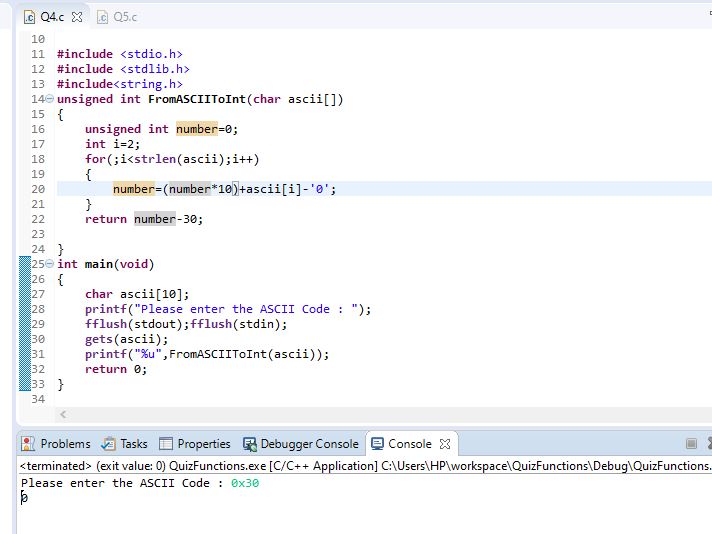 Q4.c Q5.c
10
11 #include <stdio.h>
12 #include <stdlib.h>
13 #include<string.h>
14 unsigned int FromASCIIToInt(char ascii[])
15 {
16 unsigned int number=0;
17 int i=2;
18 for(;i<strlen(ascii);i++)
19 {
20 number=(number*10)+ascii[i]-'0';
21 }
22 return number-30;
23
24 }
25 int main(void)
26 {
27 char ascii[10];
28 printf("Please enter the ASCII Code : ");
29 fflush(stdout);fflush(stdin);
30 gets(ascii);
31 printf("%u",FromASCIIToInt(ascii));
32 return 0;
33 }
34
Problems Tasks Properties Debugger Console Console
<terminated> (exit value: 0) QuizFunctions.exe [C/C++ Application] C:\Users\HP\workspace\QuizFunctions\Debug\QuizFunctions.
Please enter the ASCII Code : 0x30
0